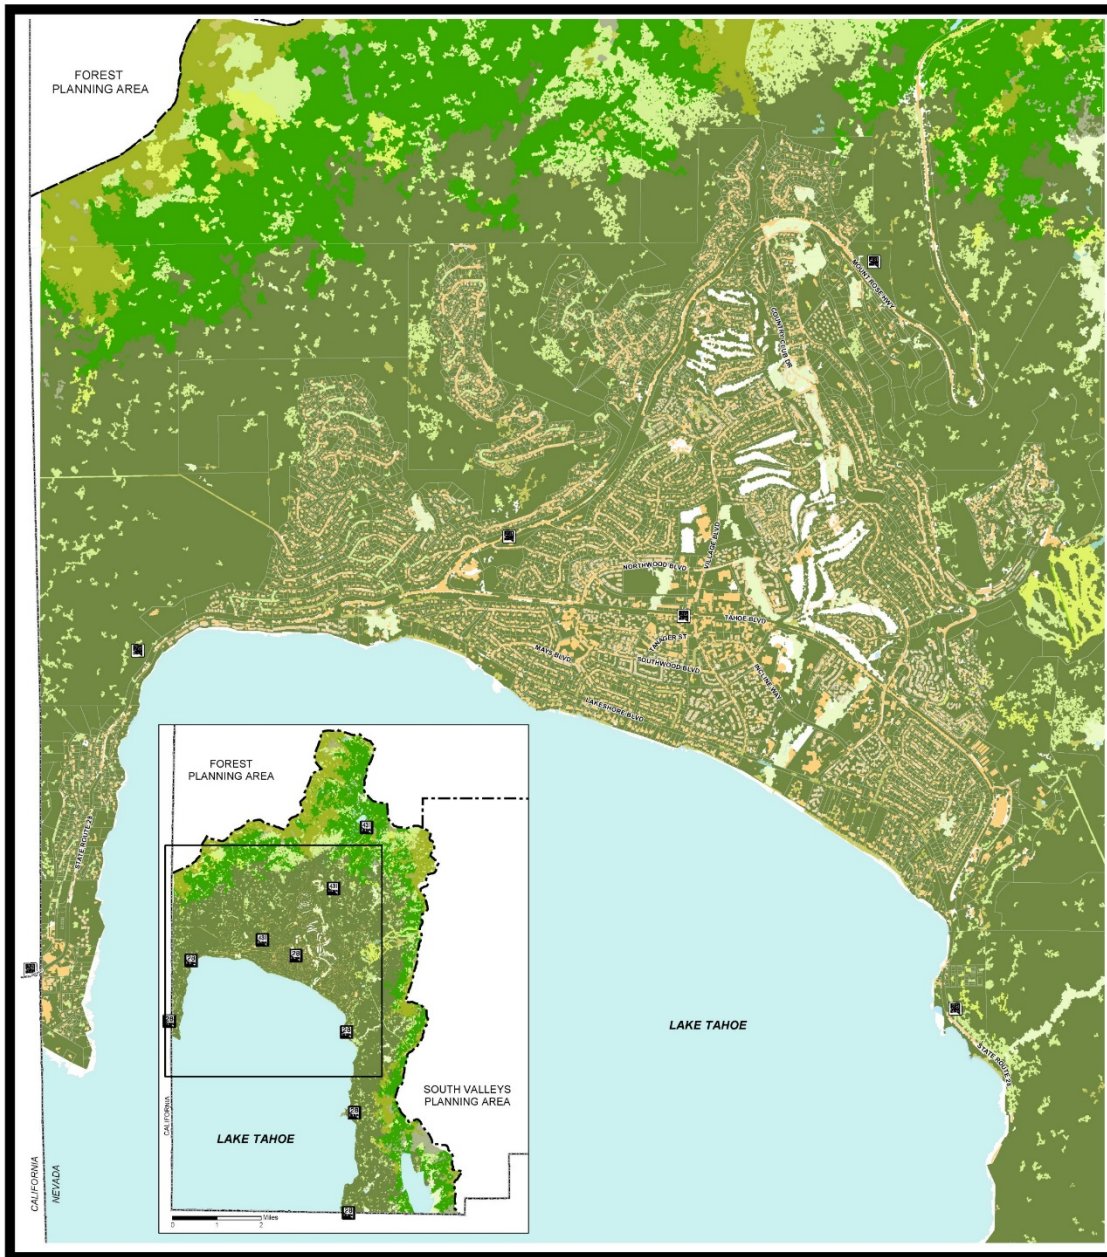 FOREST
PLANNING AREA
MOUNT ROSE HWY
COUNTRY CLUB DR
VILLAGE BLVD
NORTHWOOD BLVD
TAHOE BLVD
TANAGER ST
MAYS BLVD
SOUTHWOOD BLVD
INCLINE WAY
LAKESHORE BLVD
STATE ROUTE 28
FOREST
PLANNING AREA
SOUTH VALLEYS
PLANNING AREA
CALIFORNIA
LAKE TAHOE
0 1 2 Miles
LAKE TAHOE
STATE ROUTE 28
CALIFORNIA
NEVADA